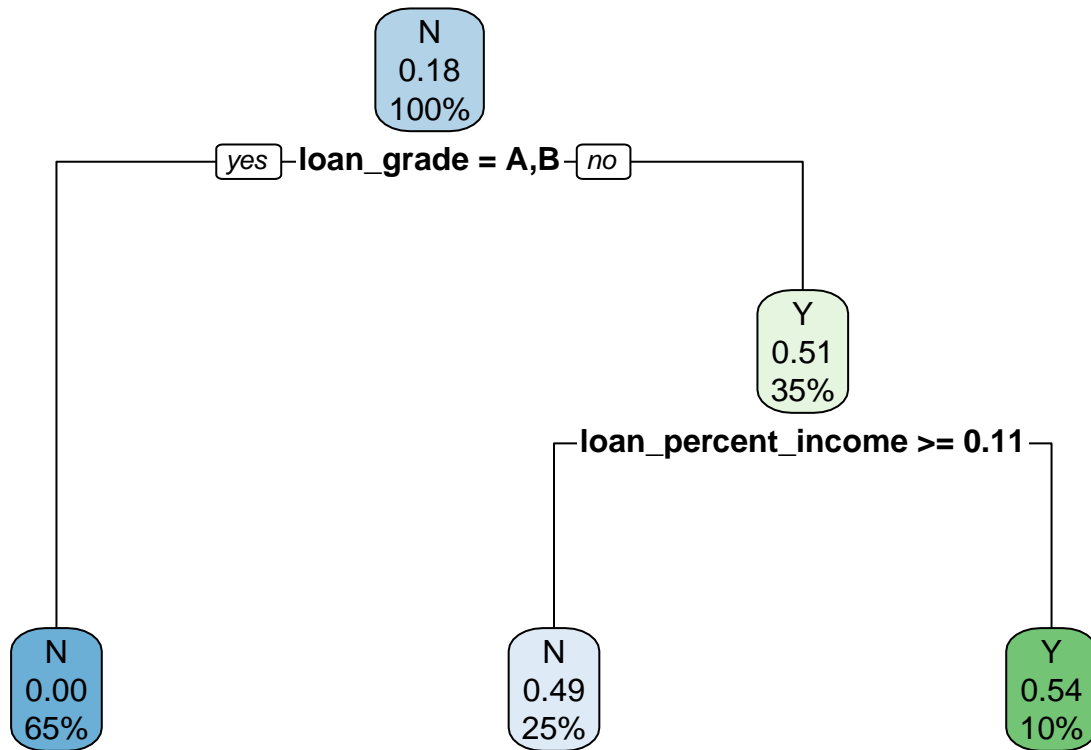 N
0.18
100%
yes loan_grade = A,B no
Y
0.51
35%
loan_percent_income >= 0.11
N
0.00
65%
N
0.49
25%
Y
0.54
10%